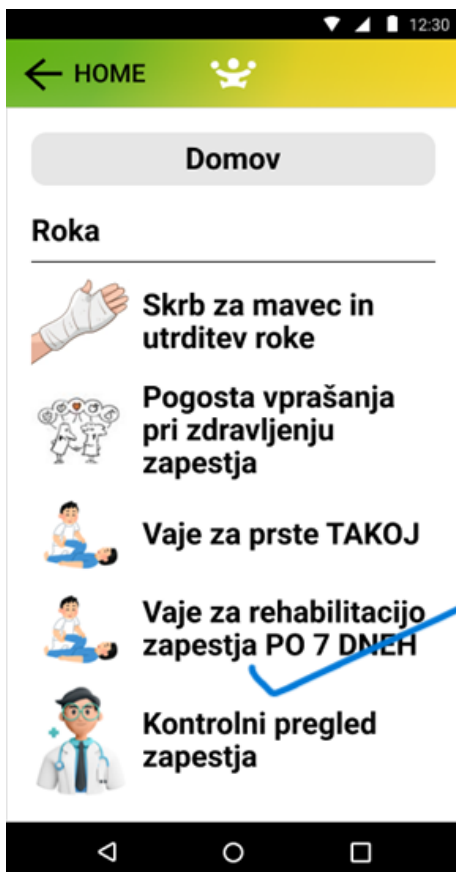 12:30
HOME
Domov
Roka
Skrb za mavec in
utrditev roke
Pogosta vprašanja
pri zdravljenju
zapestja
Vaje za prste TAKOJ
Vaje za rehabilitacijo
zapestja PO 7 DNEH
Kontrolni pregled
zapestja